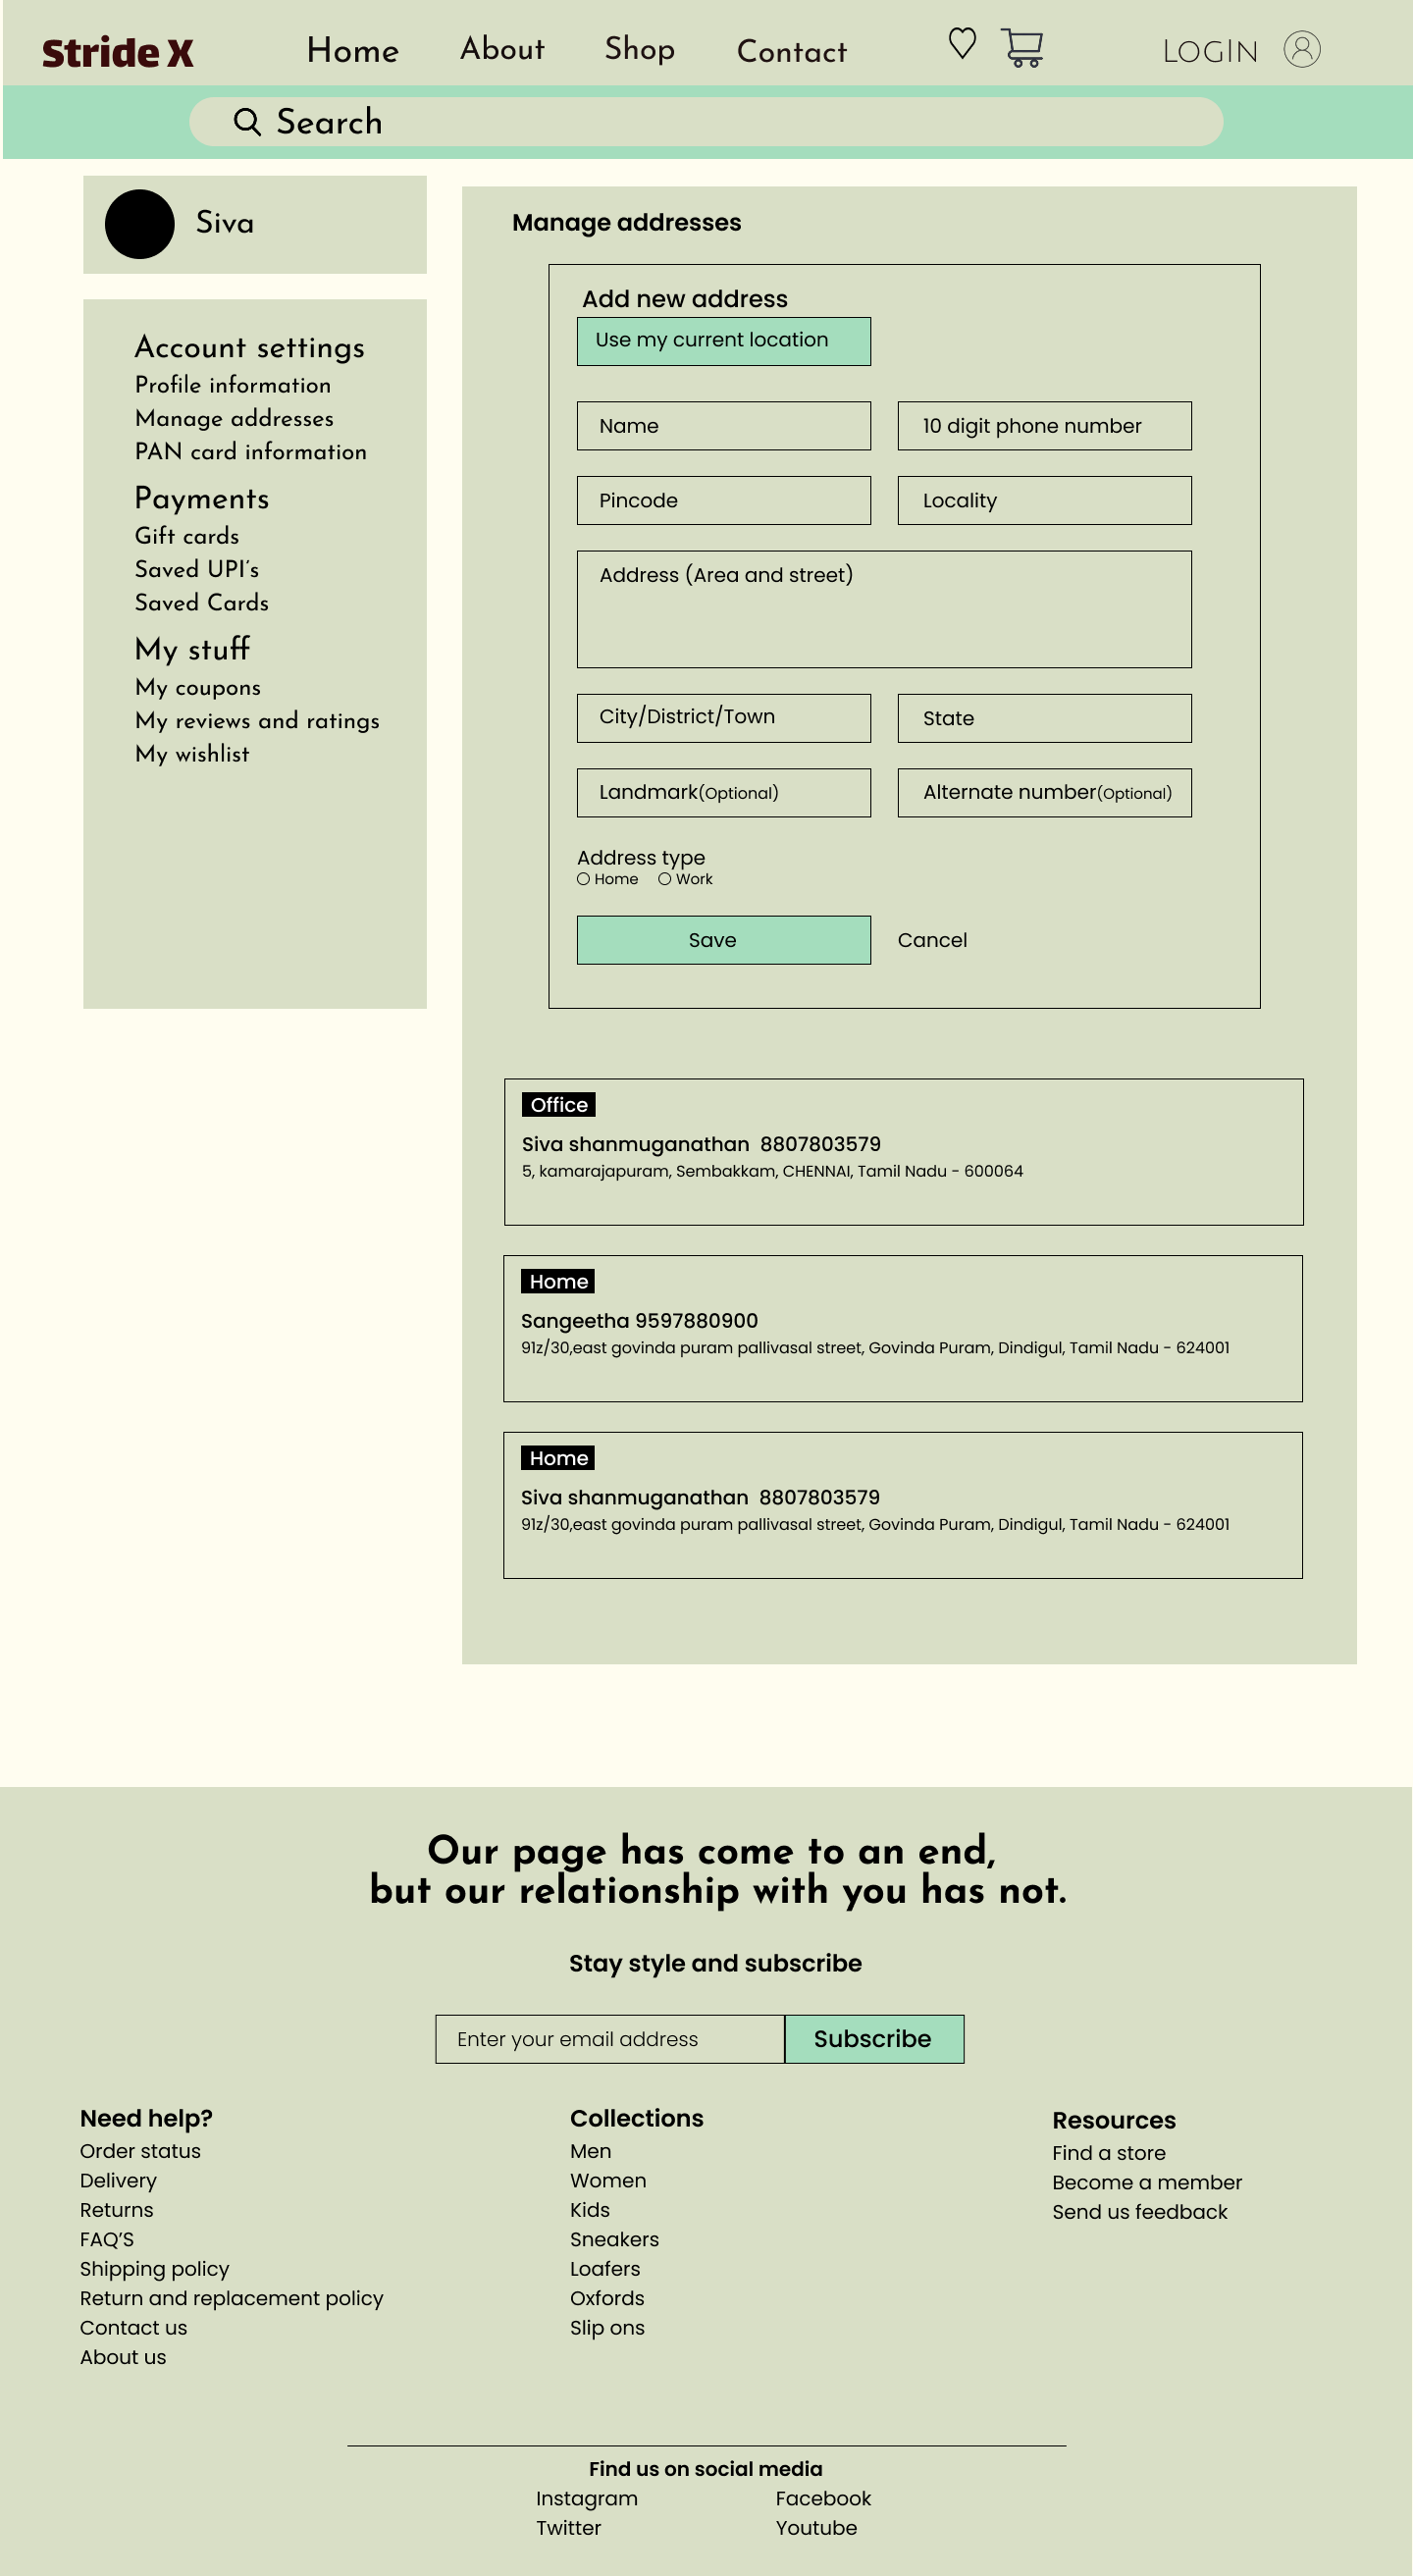 Stride X
Home
About
Shop
Contact
LOGIN
Search
Siva
Account settings
Profile information
Manage addresses
PAN card information
Payments
Gift cards
Saved UPI's
Saved Cards
My stuff
My coupons
My reviews and ratings
My wishlist
Manage addresses
Add new address
Use my current location
Name
10 digit phone number
Pincode
Locality
Address (Area and street)
City/District/Town
State
Landmark(Optional)
Alternate number(Optional)
Address type
Home
Work
Save
Cancel
Office
Siva shanmuganathan 8807803579
5, kamarajapuram, Sembakkam, CHENNAI, Tamil Nadu - 600064
Home
Sangeetha 9597880900
91z/30,east govinda puram pallivasal street, Govinda Puram, Dindigul, Tamil Nadu - 624001
Home
Siva shanmuganathan 8807803579
91z/30,east govinda puram pallivasal street, Govinda Puram, Dindigul, Tamil Nadu - 624001
Our page has come to an end,
but our relationship with you has not.
Stay style and subscribe
Enter your email address
Subscribe
Need help?
Order status
Delivery
Returns
FAQ'S
Shipping policy
Return and replacement policy
Contact us
About us
Collections
Men
Women
Kids
Sneakers
Loafers
Oxfords
Slip ons
Resources
Find a store
Become a member
Send us feedback
Find us on social media
Instagram
Facebook
Twitter
Youtube